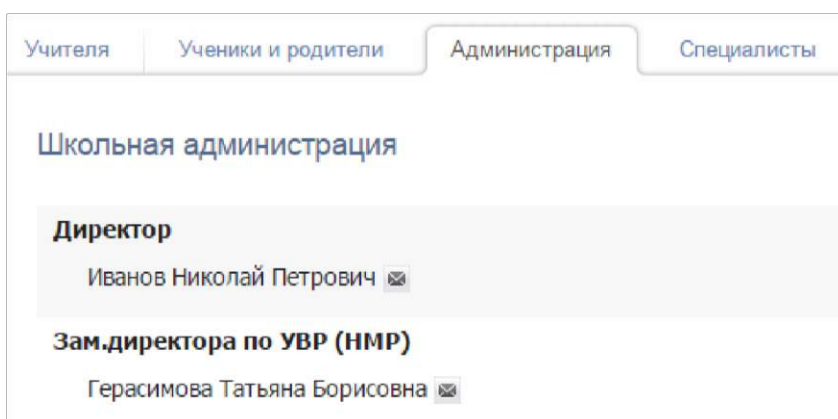 Учителя Ученики и родители Администрация Специалисты
Школьная администрация
Директор
Иванов Николай Петрович
Зам.директора по УВР (НМР)
Герасимова Татьяна Борисовна